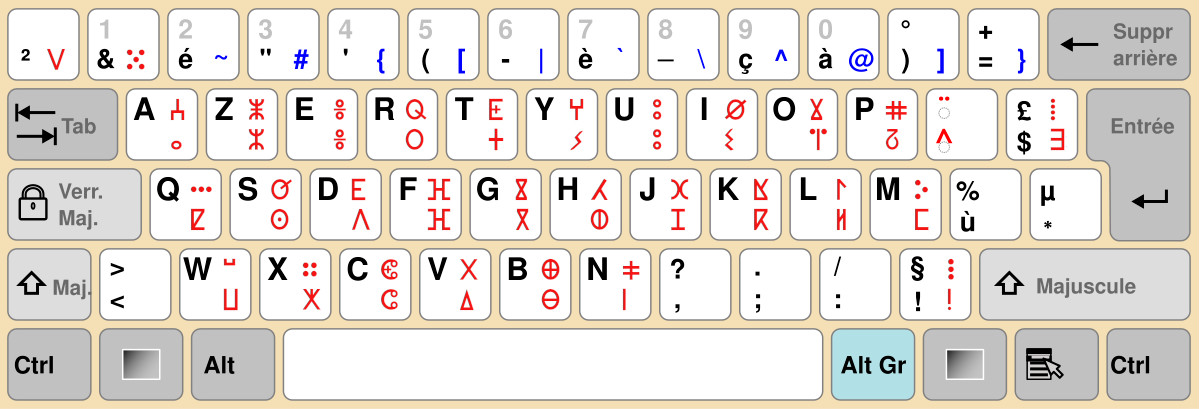 1 2 3 4 5 6 7 8 9 0 ° + Suppr
² ⴸ & ⁙ é ~ " # ' { ( [ - | è ` _ \ ç ^ à @ ) ] = } arrière
A Z ⵥ E ⴻ R ⵕ T ⵟ Y U ⵓ I ⵁ O P ⵌ ¨ £ Entrée
Tab ⴰ ⵣ ⴻ ⵔ ⵜ ⵢ ⵓ ⵉ ^ $
Verr. Q ⵈ S ⵚ D ⴹ F ⴼ G H ⵃ J K L M ⴾ % µ
Maj. ⵇ ⵙ ⴷ ⴼ ⴳ ⵀ ⵊ ⴽ ⵍ ⵎ ù *
> W X ⵆ C ⵞ V ⵅ B N ⵐ ? . / § Majuscule
Maj. < ⵡ ⵠ ⴱ ⵏ , ; : ! !
Ctrl Alt Alt Gr Ctrl